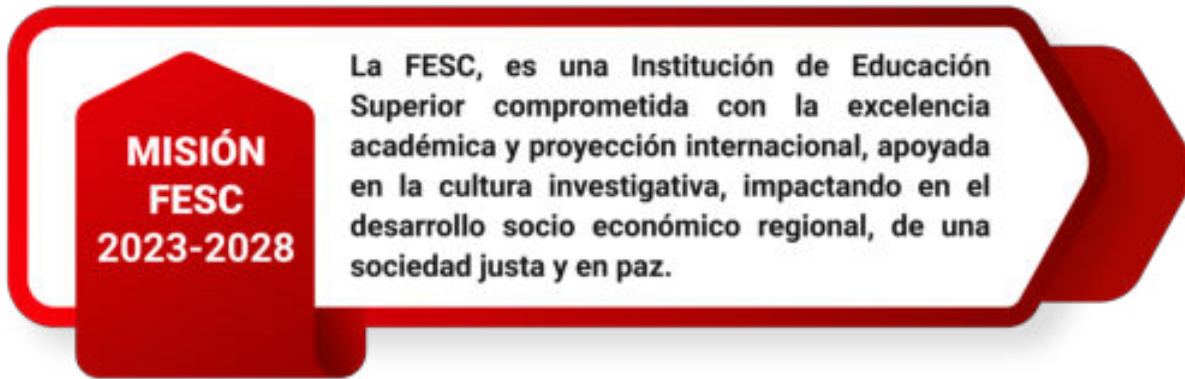 MISIÓN
FESC
2023-2028
La FESC, es una Institución de Educación
Superior comprometida con la excelencia
académica y proyección internacional, apoyada
en la cultura investigativa, impactando en el
desarrollo socio económico regional, de una
sociedad justa y en paz.